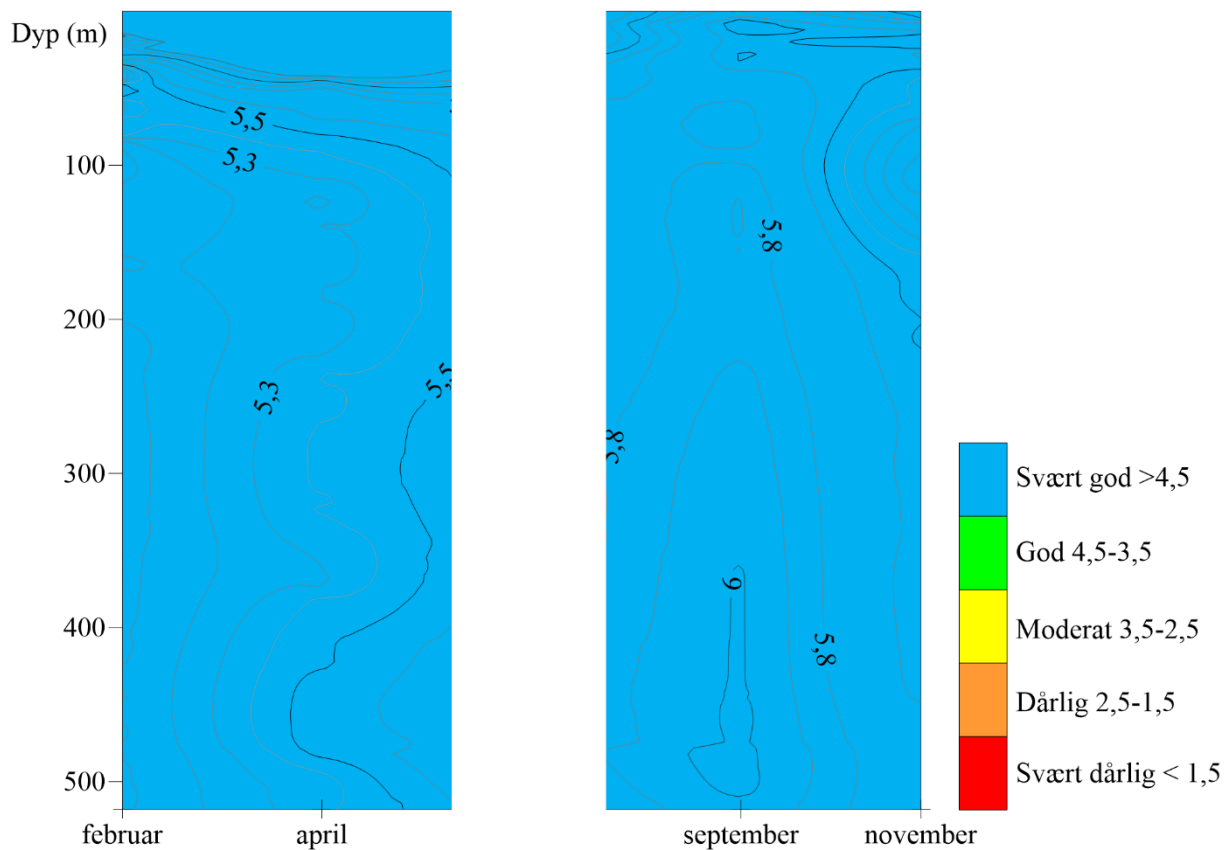 Dyp (m)
100
200
300
400
500
5,5
5,3
5,3
5,5
5,8
5,8
5,8
6
februar
april
september
november
Svært god >4,5
God 4,5-3,5
Moderat 3,5-2,5
Dårlig 2,5-1,5
Svært dårlig < 1,5